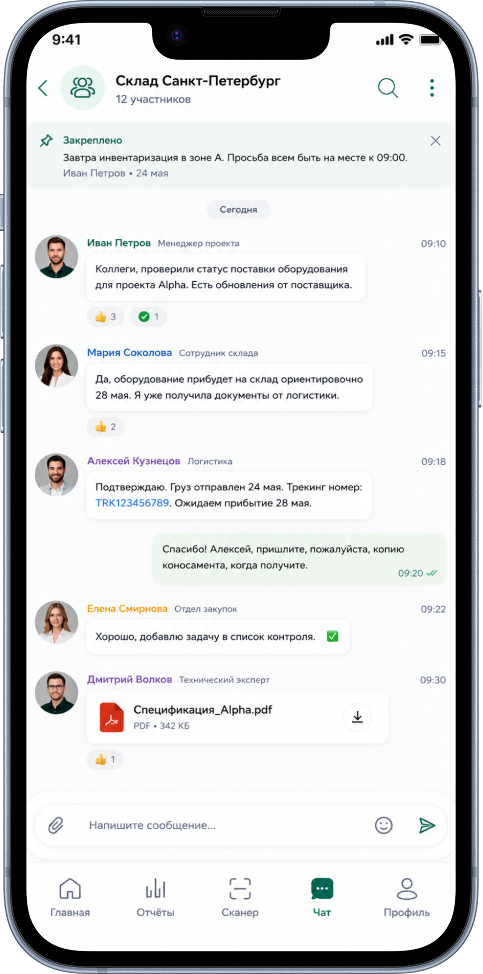 9:41
Склад Санкт-Петербург
12 участников
Закреплено
Завтра инвентаризация в зоне A. Просьба всем быть на месте к 09:00.
Иван Петров • 24 мая
Сегодня
Иван Петров Менеджер проекта 09:10
Коллеги, проверили статус поставки оборудования
для проекта Alpha. Есть обновления от поставщика.
3 1
Мария Соколова Сотрудник склада 09:15
Да, оборудование прибудет на склад ориентировочно
28 мая. Я уже получила документы от логистики.
2
Алексей Кузнецов Логистика 09:18
Подтверждаю. Груз отправлен 24 мая. Трекинг номер:
TRK123456789. Ожидаем прибытие 28 мая.
Спасибо! Алексей, пришлите, пожалуйста, копию
коносамента, когда получите.
09:20
Елена Смирнова Отдел закупок 09:22
Хорошо, добавлю задачу в список контроля.
Дмитрий Волков Технический эксперт 09:30
Спецификация_Alpha.pdf
PDF • 342 КБ
1
Напишите сообщение...
Главная Отчёты Сканер Чат Профиль